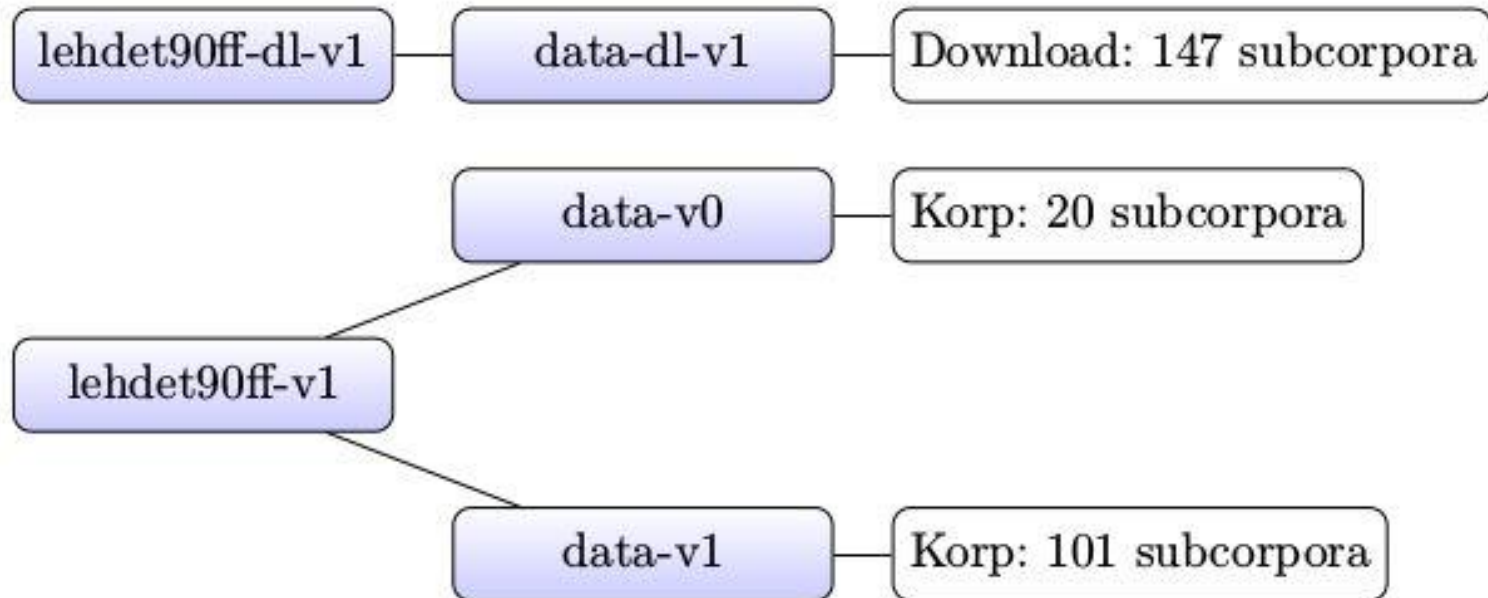 lehdet90ff-dl-v1
data-dl-v1
Download: 147 subcorpora
data-v0
Korp: 20 subcorpora
lehdet90ff-v1
data-v1
Korp: 101 subcorpora